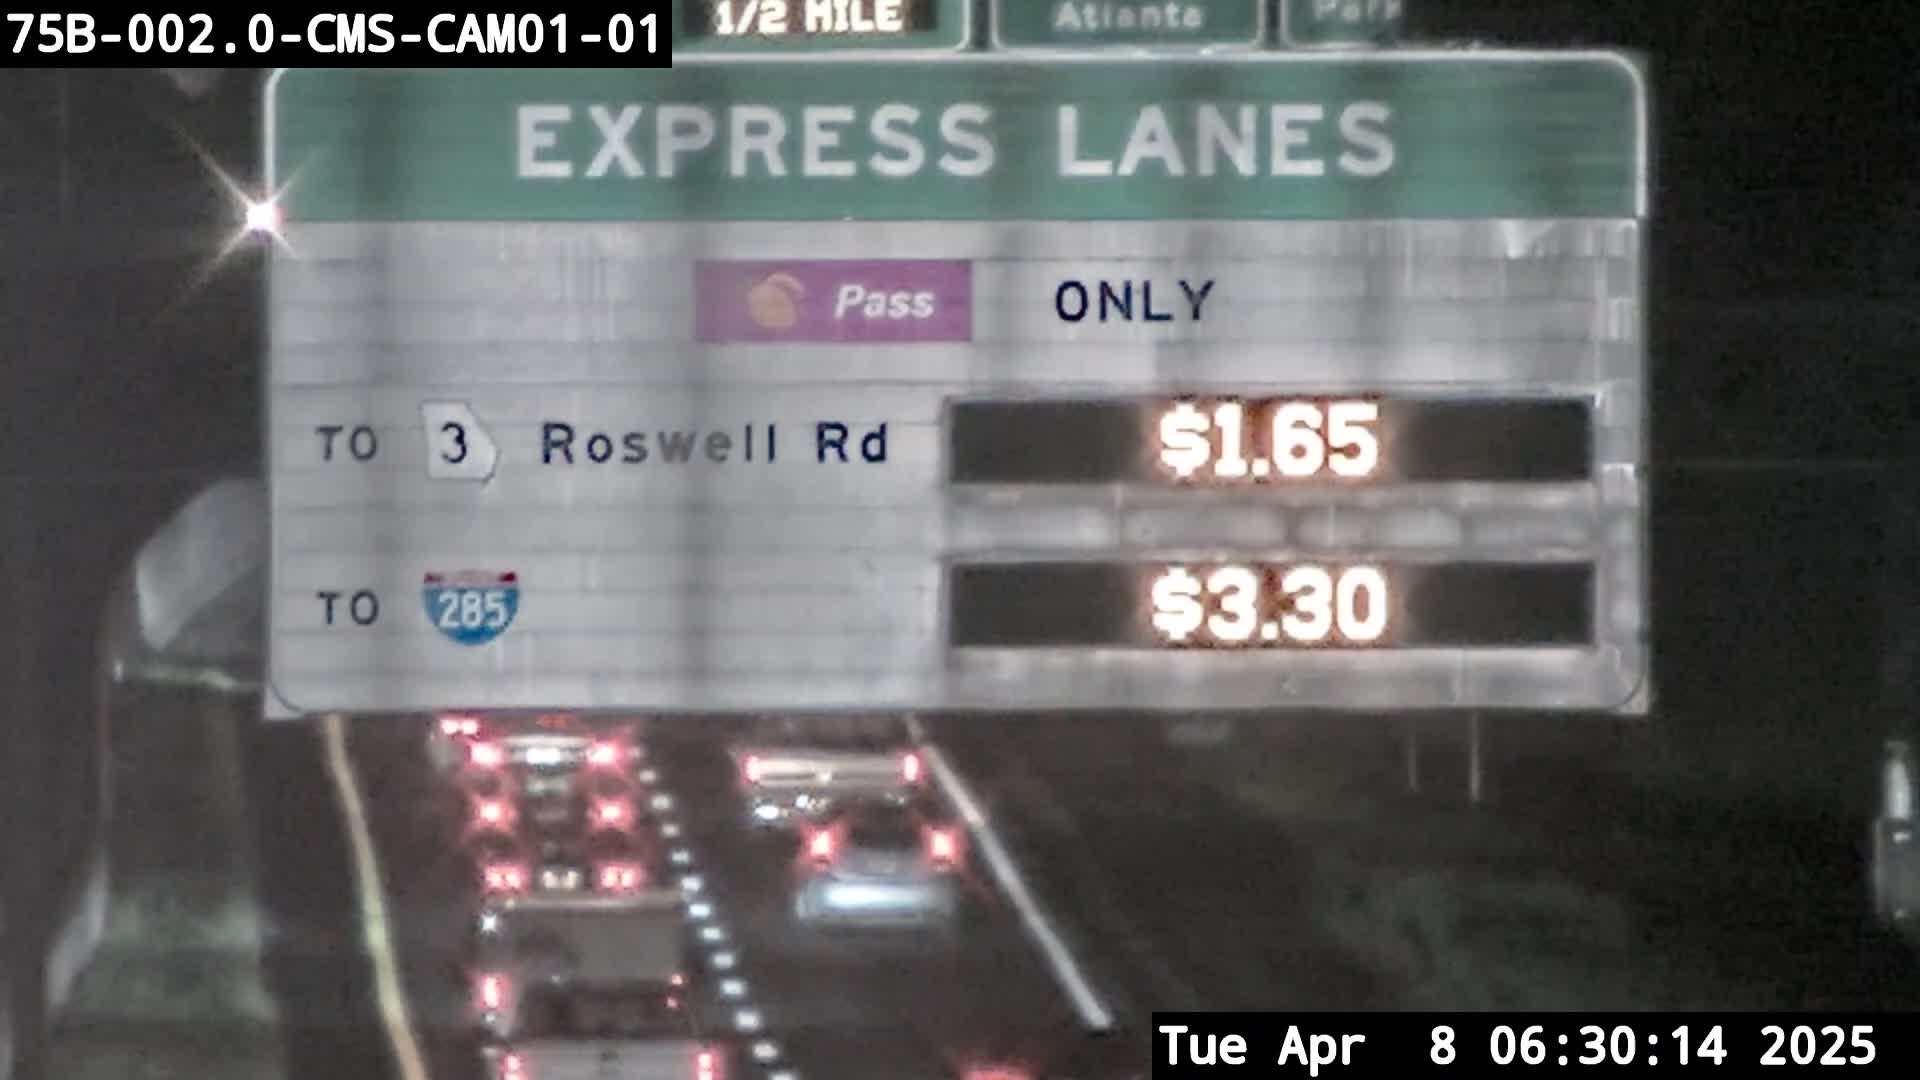 75B-002.0-CMS-CAM01-01
1/2 MILE
Atlanta
Park
EXPRESS LANES
Pass ONLY
TO 3 Roswell Rd $1.65
TO 285 $3.30
Tue Apr 8 06:30:14 2025